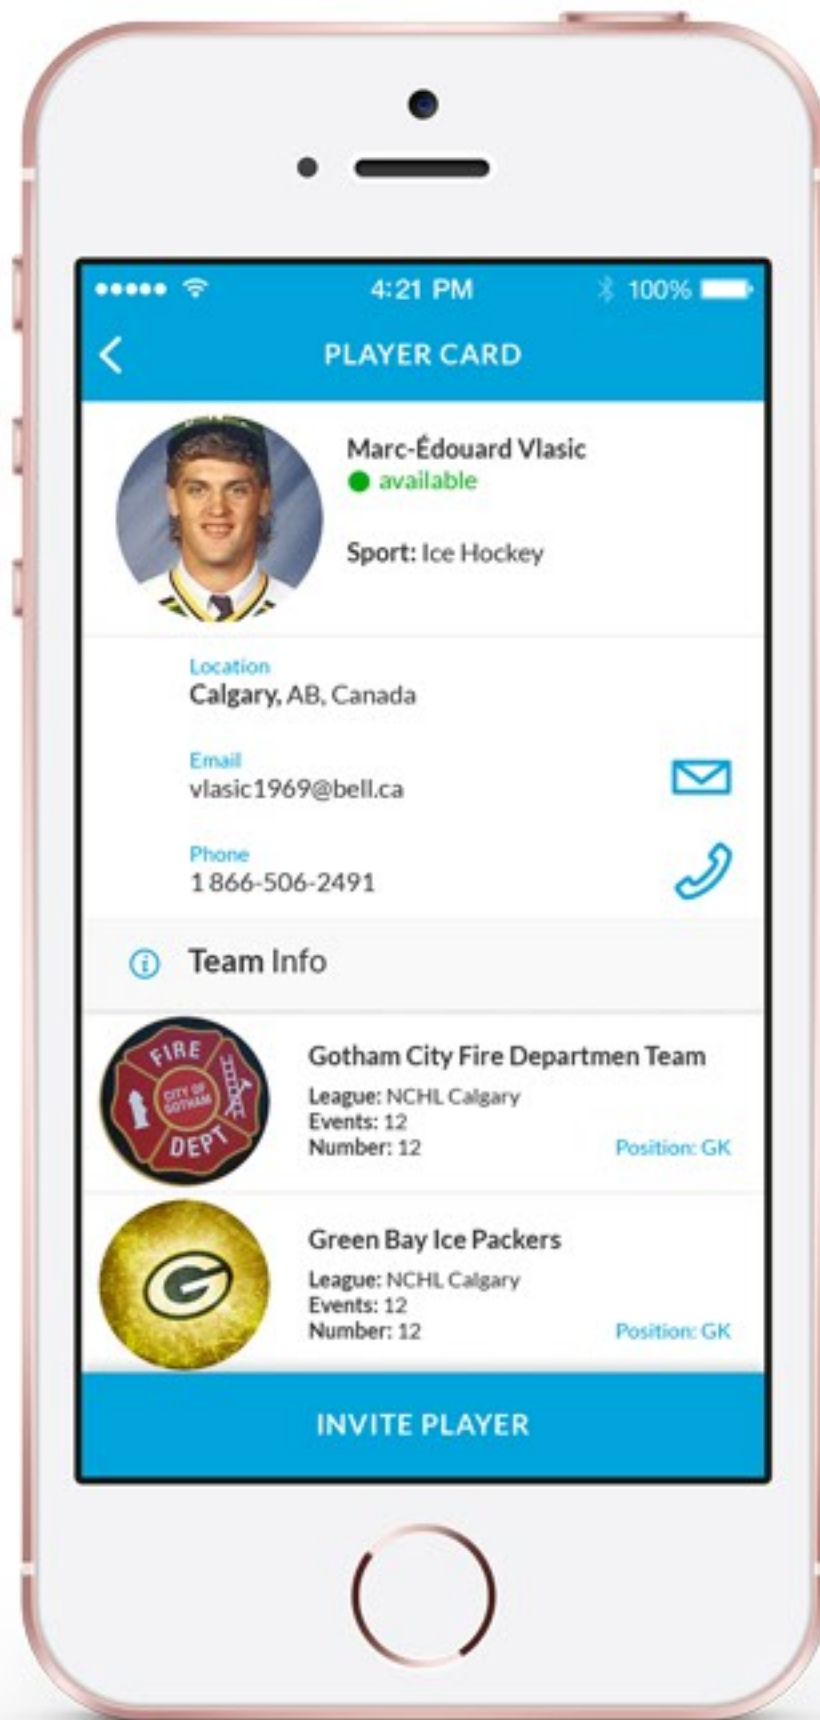 4:21 PM
100%
PLAYER CARD
Marc-Édouard Vlasic
available
Sport: Ice Hockey
Location
Calgary, AB, Canada
Email
vlasic1969@bell.ca
Phone
1 866-506-2491
Team Info
FIRE
CITY OF
GOTHAM
DEPT
Gotham City Fire Departmen Team
League: NCHL Calgary
Events: 12
Number: 12
Position: GK
G
Green Bay Ice Packers
League: NCHL Calgary
Events: 12
Number: 12
Position: GK
INVITE PLAYER